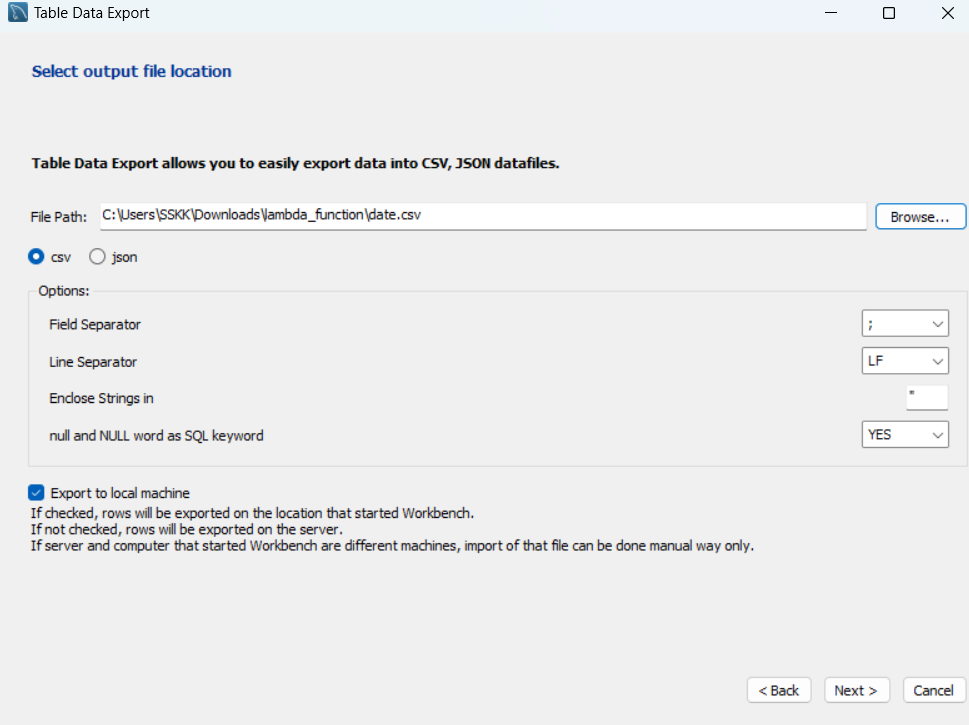 Table Data Export
Select output file location
Table Data Export allows you to easily export data into CSV, JSON datafiles.
File Path: C:\Users\SSKK\Downloads\lambda_function\date.csv Browse...
csv json
Options:
Field Separator ;
Line Separator LF
Enclose Strings in "
null and NULL word as SQL keyword YES
Export to local machine
If checked, rows will be exported on the location that started Workbench.
If not checked, rows will be exported on the server.
If server and computer that started Workbench are different machines, import of that file can be done manual way only.
< Back Next > Cancel